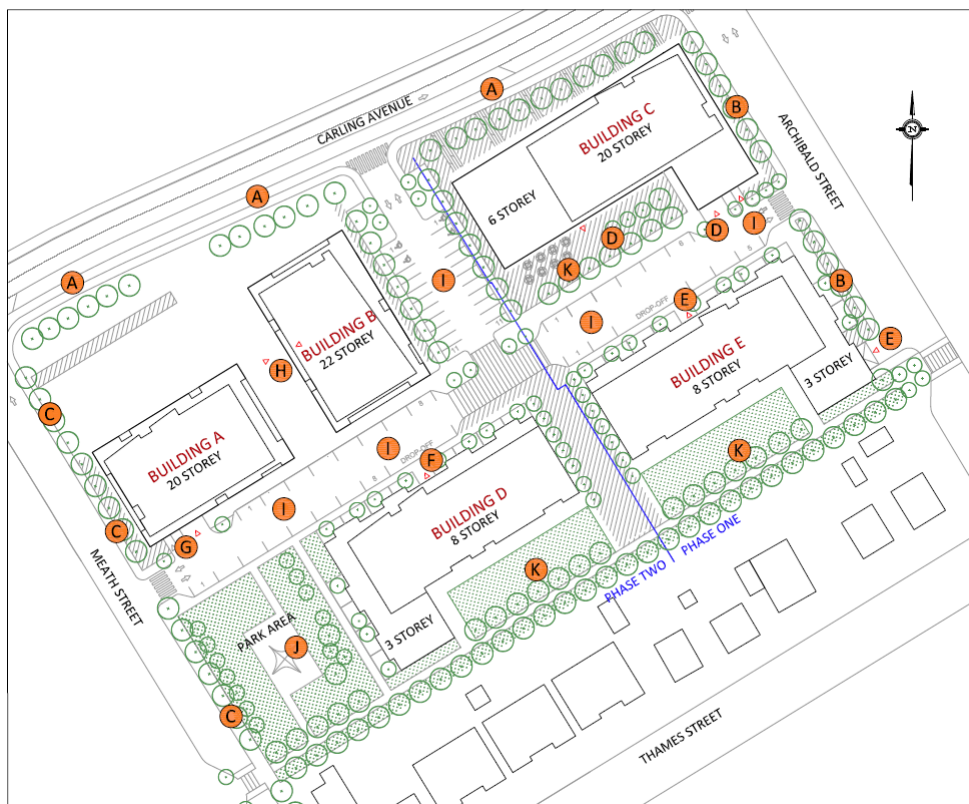 CARLING AVENUE
A
A
A
BUILDING C
20 STOREY
6 STOREY
B
ARCHIBALD STREET
N
D
D
I
K
I
B
DROP-OFF
E
I
E
BUILDING E
8 STOREY
3 STOREY
K
BUILDING B
22 STOREY
H
C
BUILDING A
20 STOREY
I
DROP-OFF
F
I
BUILDING D
8 STOREY
3 STOREY
K
C
G
MEATH STREET
PARK AREA
J
C
PHASE TWO
PHASE ONE
THAMES STREET